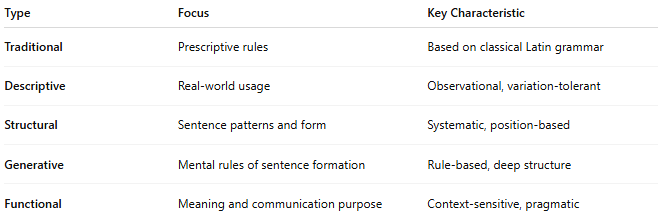 Type Focus Key Characteristic
Traditional Prescriptive rules Based on classical Latin grammar
Descriptive Real-world usage Observational, variation-tolerant
Structural Sentence patterns and form Systematic, position-based
Generative Mental rules of sentence formation Rule-based, deep structure
Functional Meaning and communication purpose Context-sensitive, pragmatic